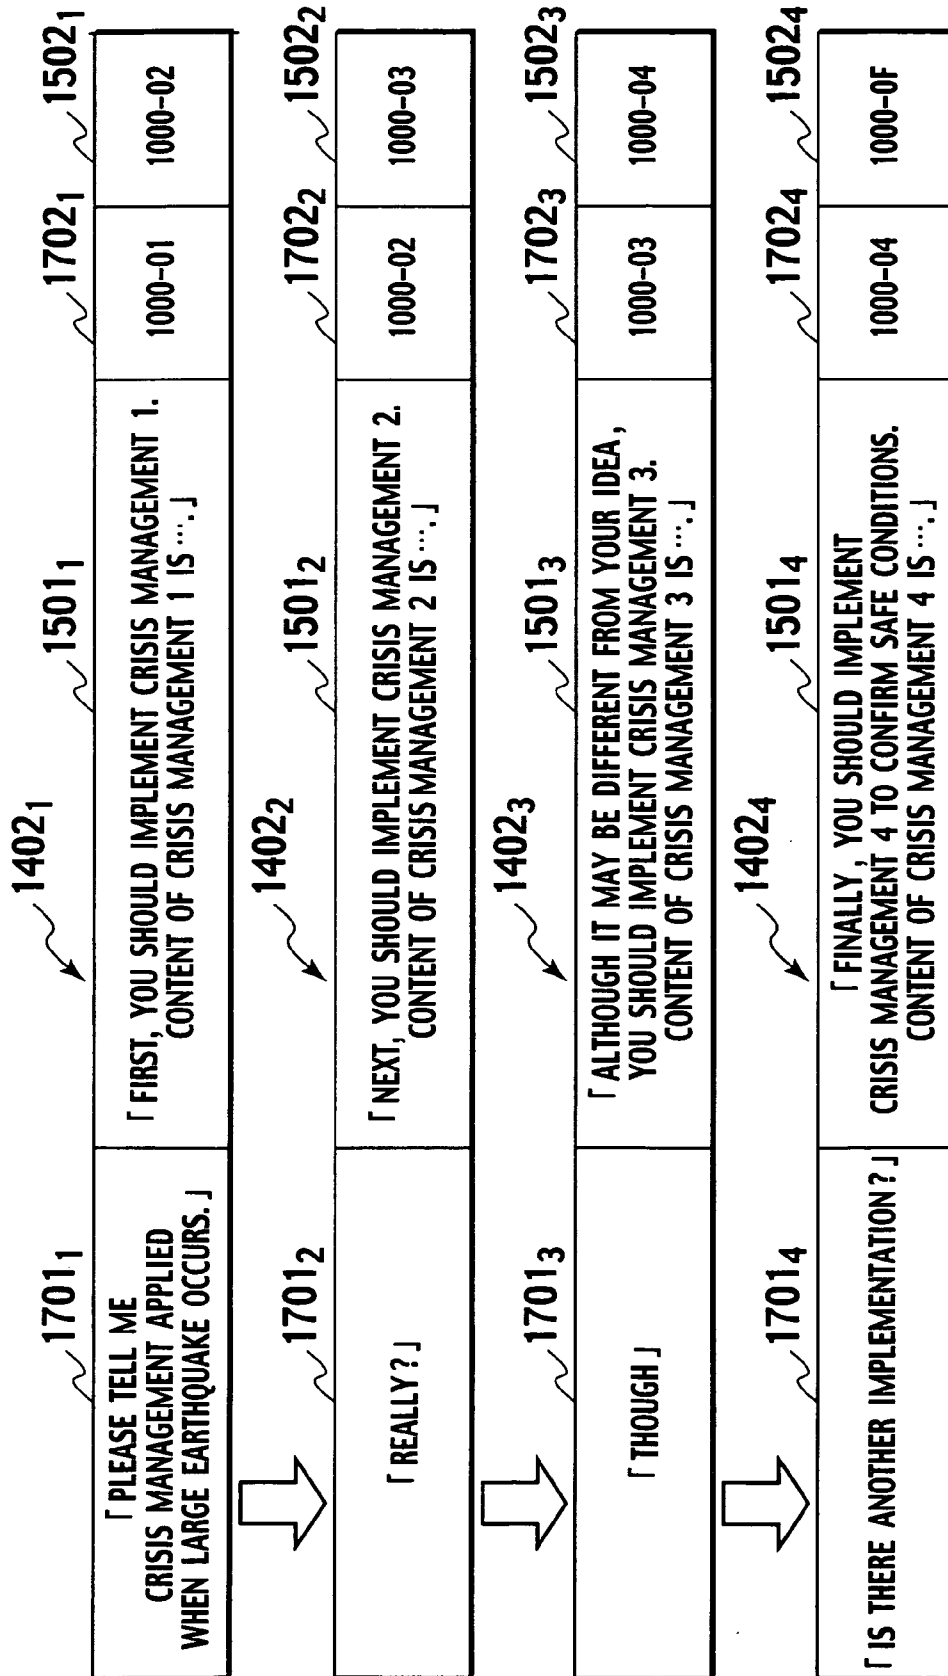 1402₁
1701₁
1501₁
1702₁
1502₁
「PLEASE TELL ME
CRISIS MANAGEMENT APPLIED
WHEN LARGE EARTHQUAKE OCCURS.」
「FIRST, YOU SHOULD IMPLEMENT CRISIS MANAGEMENT 1.
CONTENT OF CRISIS MANAGEMENT 1 IS ⋯.」
1000-01
1000-02
1402₂
1701₂
1501₂
1702₂
1502₂
「REALLY?」
「NEXT, YOU SHOULD IMPLEMENT CRISIS MANAGEMENT 2.
CONTENT OF CRISIS MANAGEMENT 2 IS ⋯.」
1000-02
1000-03
1402₃
1701₃
1501₃
1702₃
1502₃
「THOUGH」
「ALTHOUGH IT MAY BE DIFFERENT FROM YOUR IDEA,
YOU SHOULD IMPLEMENT CRISIS MANAGEMENT 3.
CONTENT OF CRISIS MANAGEMENT 3 IS ⋯.」
1000-03
1000-04
1402₄
1701₄
1501₄
1702₄
1502₄
「IS THERE ANOTHER IMPLEMENTATION?」
「FINALLY, YOU SHOULD IMPLEMENT
CRISIS MANAGEMENT 4 TO CONFIRM SAFE CONDITIONS.
CONTENT OF CRISIS MANAGEMENT 4 IS ⋯.」
1000-04
1000-0F